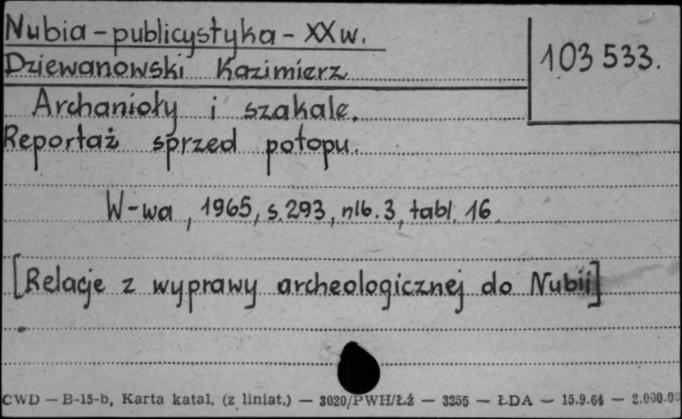 Nubia - publicystyka - XX w.
103 533.
Dziewanowski Kazimierz
Archanioły i szakale.
Reportaż sprzed potopu.
W-wa, 1965, s. 293, nlb. 3, tabl. 16.
[Relacje z wyprawy archeologicznej do Nubii]
CWD — B-15-b, Karta katal. (z liniat.) — 3020/PWH/Łź — 3255 — ŁDA — 15.9.64 — 2.000.0